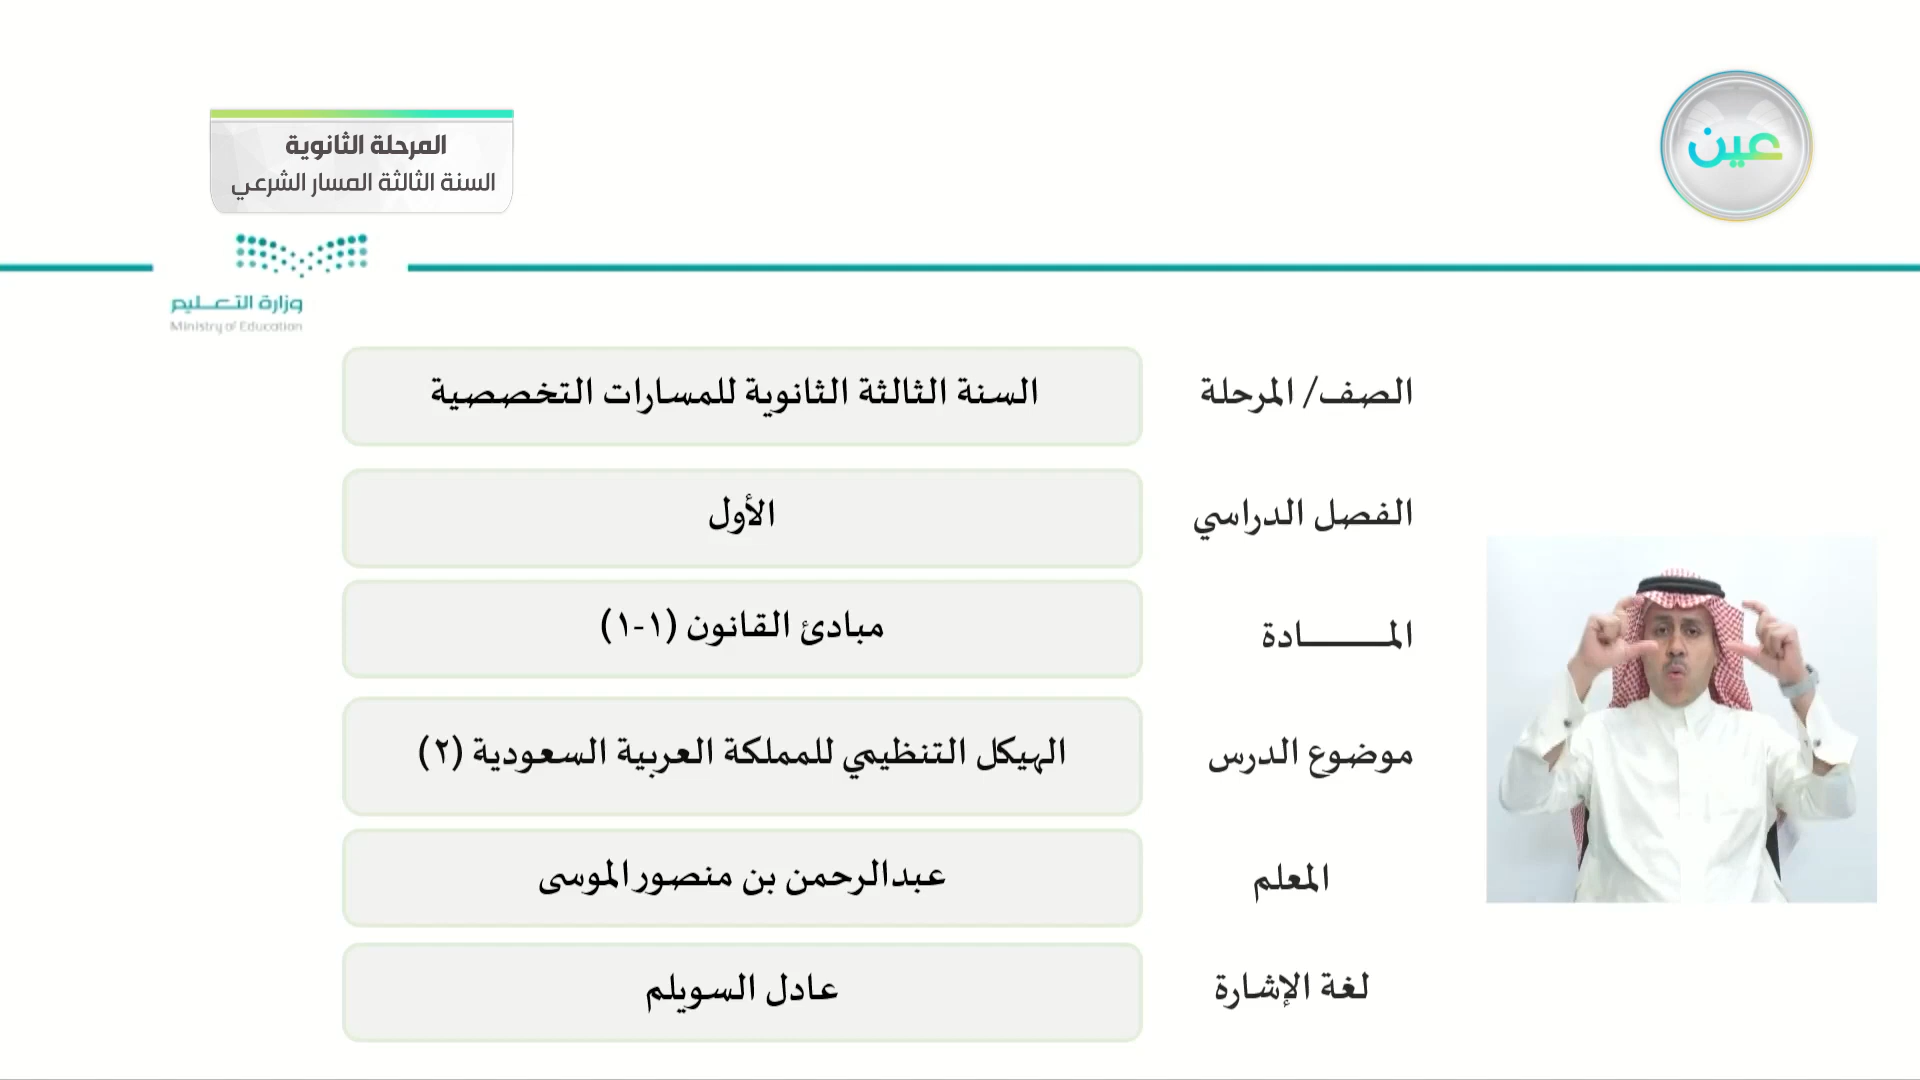 المرحلة الثانوية
السنة الثالثة المسار الشرعي
عين
وزارة التعليم
Ministry of Education
الصف/ المرحلة
السنة الثالثة الثانوية للمسارات التخصصية
الفصل الدراسي
الأول
المـــــــادة
مبادئ القانون (١-١)
موضوع الدرس
الهيكل التنظيمي للمملكة العربية السعودية (٢)
المعلم
عبدالرحمن بن منصور الموسى
لغة الإشارة
عادل السويلم